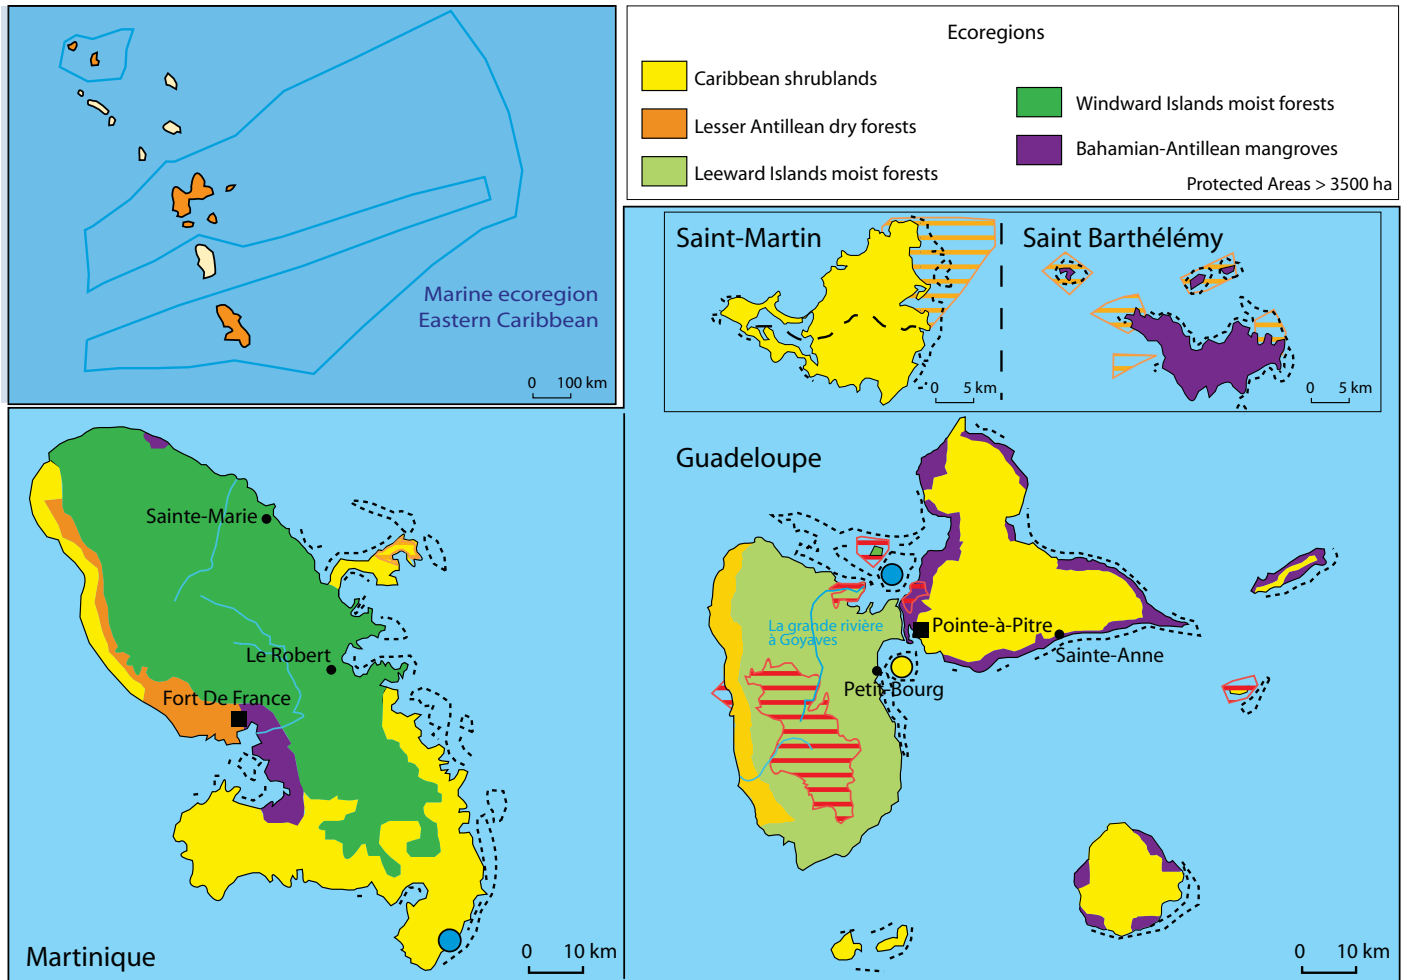 Marine ecoregion
Eastern Caribbean
0 100 km
Ecoregions
Caribbean shrublands
Lesser Antillean dry forests
Leeward Islands moist forests
Windward Islands moist forests
Bahamian-Antillean mangroves
Protected Areas > 3500 ha
Saint-Martin
0 5 km
Saint Barthélémy
0 5 km
Sainte-Marie
Le Robert
Fort De France
Martinique
0 10 km
Guadeloupe
La grande rivière
à Goyaves
Pointe-à-Pitre
Sainte-Anne
Petit-Bourg
0 10 km